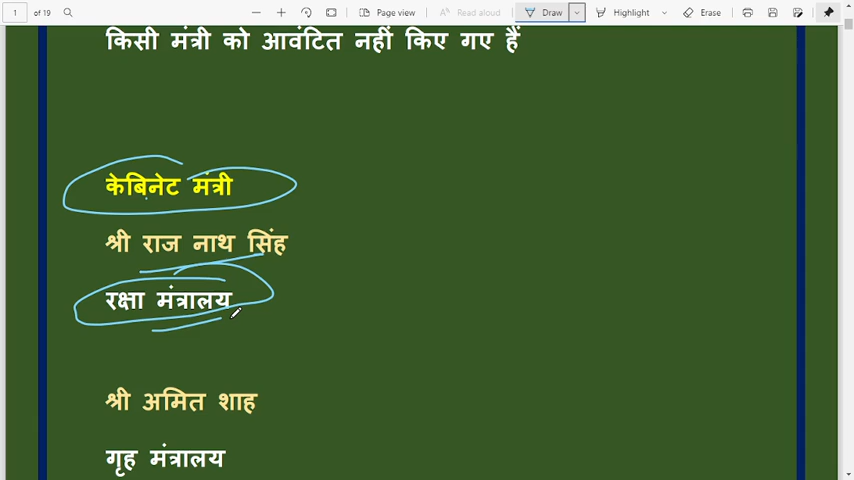 1 of 19 Page view Read aloud Draw Highlight Erase
किसी मंत्री को आवंटित नहीं किए गए हैं
केबिनेट मंत्री
श्री राज नाथ सिंह
रक्षा मंत्रालय
श्री अमित शाह
गृह मंत्रालय